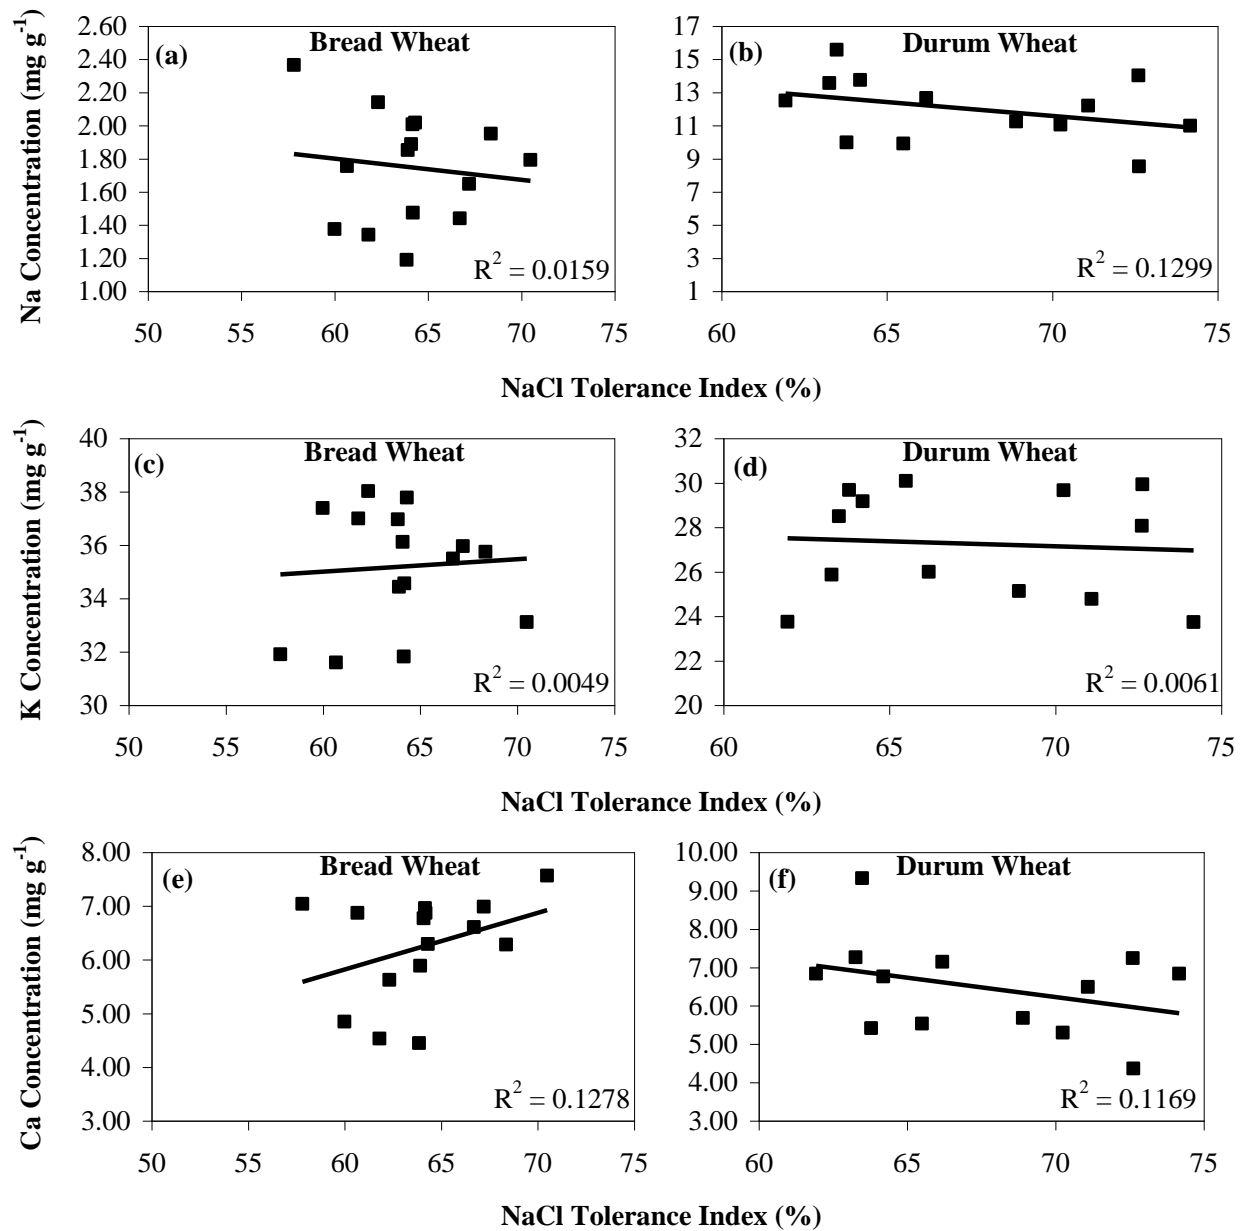 Na Concentration (mg g-1)
(a)
Bread Wheat
2.60
2.40
2.20
2.00
1.80
1.60
1.40
1.20
1.00
R2 = 0.0159
50 55 60 65 70 75
(b)
Durum Wheat
17
15
13
11
9
7
5
3
1
R2 = 0.1299
60 65 70 75
NaCl Tolerance Index (%)
K Concentration (mg g-1)
(c)
Bread Wheat
40
38
36
34
32
30
R2 = 0.0049
50 55 60 65 70 75
(d)
Durum Wheat
32
30
28
26
24
22
20
R2 = 0.0061
60 65 70 75
NaCl Tolerance Index (%)
Ca Concentration (mg g-1)
(e)
Bread Wheat
8.00
7.00
6.00
5.00
4.00
3.00
R2 = 0.1278
50 55 60 65 70 75
(f)
Durum Wheat
10.00
9.00
8.00
7.00
6.00
5.00
4.00
3.00
R2 = 0.1169
60 65 70 75
NaCl Tolerance Index (%)